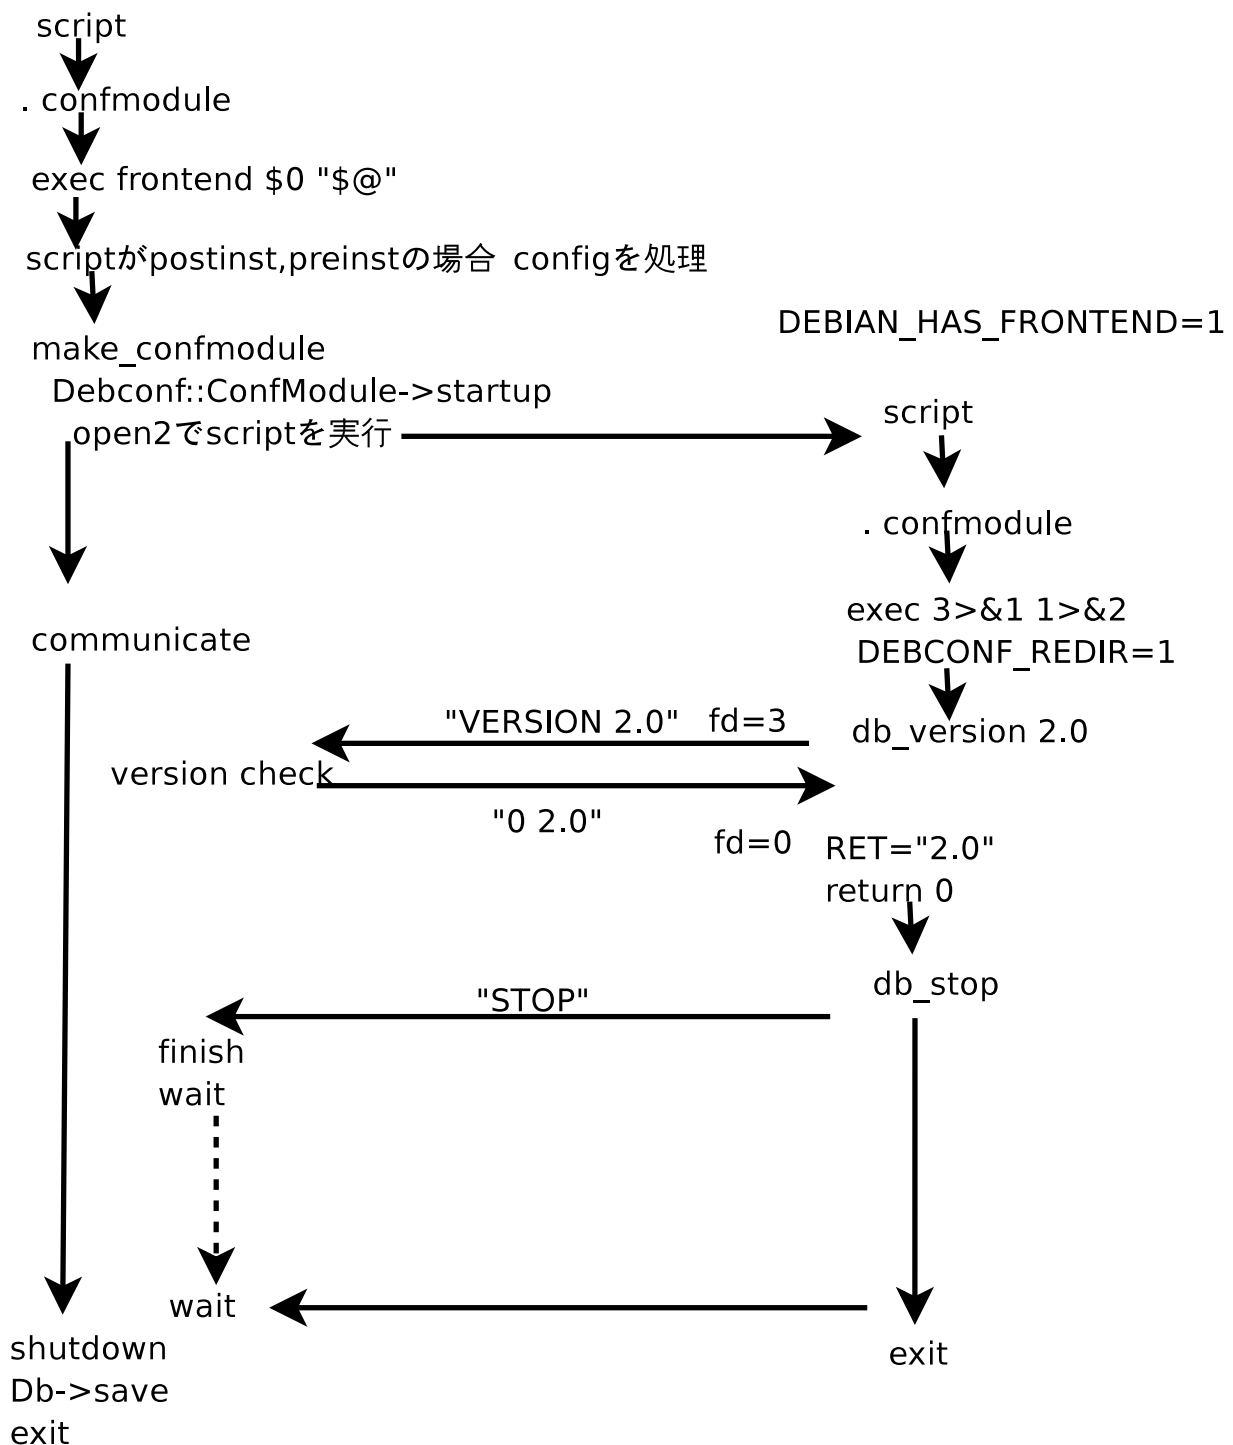 script
. confmodule
exec frontend $0 "$@"
scriptがpostinst,preinstの場合 configを処理
make_confmodule
Debconf::ConfModule->startup
open2でscriptを実行
DEBIAN_HAS_FRONTEND=1
script
. confmodule
exec 3>&1 1>&2
DEBCONF_REDIR=1
communicate
"VERSION 2.0" fd=3
db_version 2.0
version check
"0 2.0"
fd=0
RET="2.0"
return 0
db_stop
"STOP"
finish
wait
wait
exit
shutdown
Db->save
exit